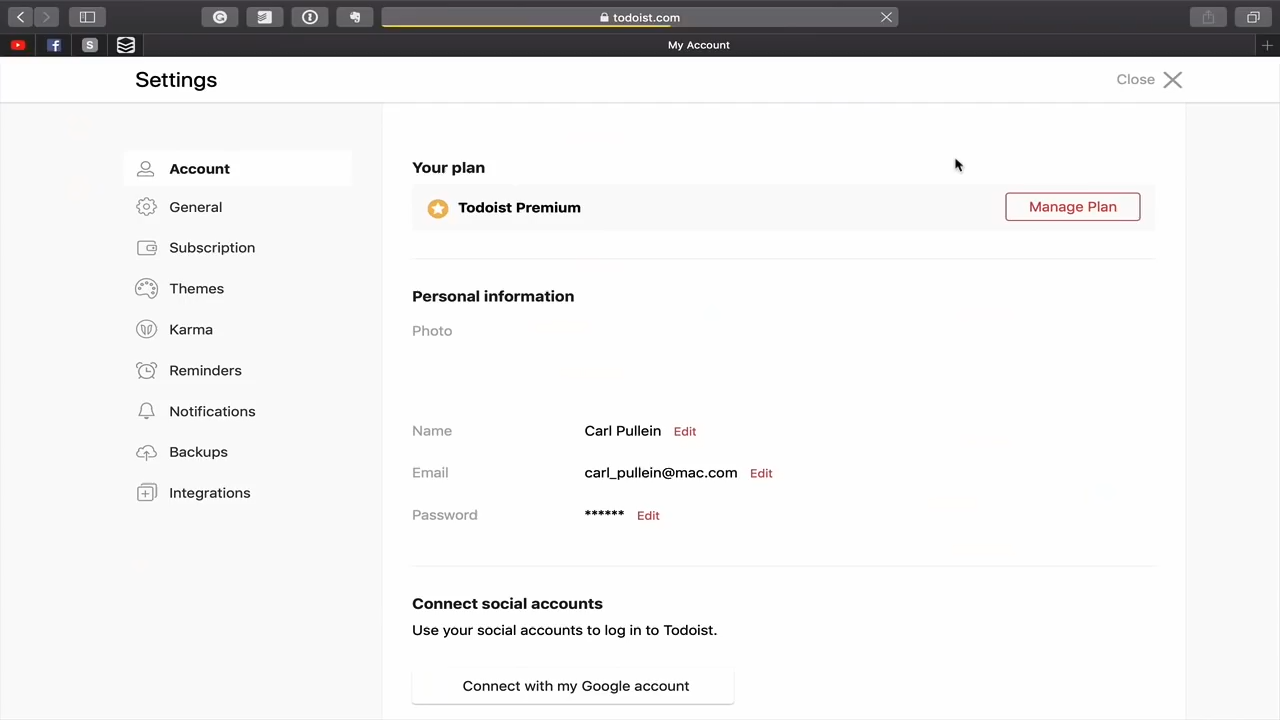 todoist.com
S
My Account
Settings
Close
Account
General
Subscription
Themes
Karma
Reminders
Notifications
Backups
Integrations
Your plan
Todoist Premium
Manage Plan
Personal information
Photo
Name Carl Pullein Edit
Email carl_pullein@mac.com Edit
Password ****** Edit
Connect social accounts
Use your social accounts to log in to Todoist.
Connect with my Google account